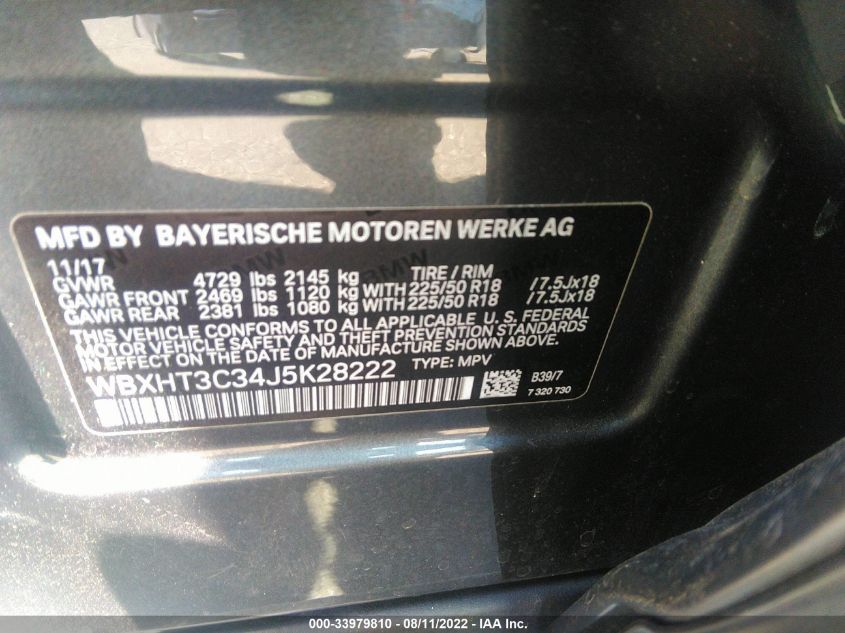 MFD BY BAYERISCHE MOTOREN WERKE AG
11/17 TIRE / RIM
GVWR 4729 lbs 2145 kg
GAWR FRONT 2469 lbs 1120 kg WITH 225/50 R18 /7.5Jx18
GAWR REAR 2381 lbs 1080 kg WITH 225/50 R18 /7.5Jx18
THIS VEHICLE CONFORMS TO ALL APPLICABLE U. S. FEDERAL
MOTOR VEHICLE SAFETY AND THEFT PREVENTION STANDARDS
IN EFFECT ON THE DATE OF MANUFACTURE SHOWN ABOVE.
WBXHT3C34J5K28222 TYPE: MPV
B39/7
7 320 730
BMW
000-33979810 - 08/11/2022 - © IAAI.com